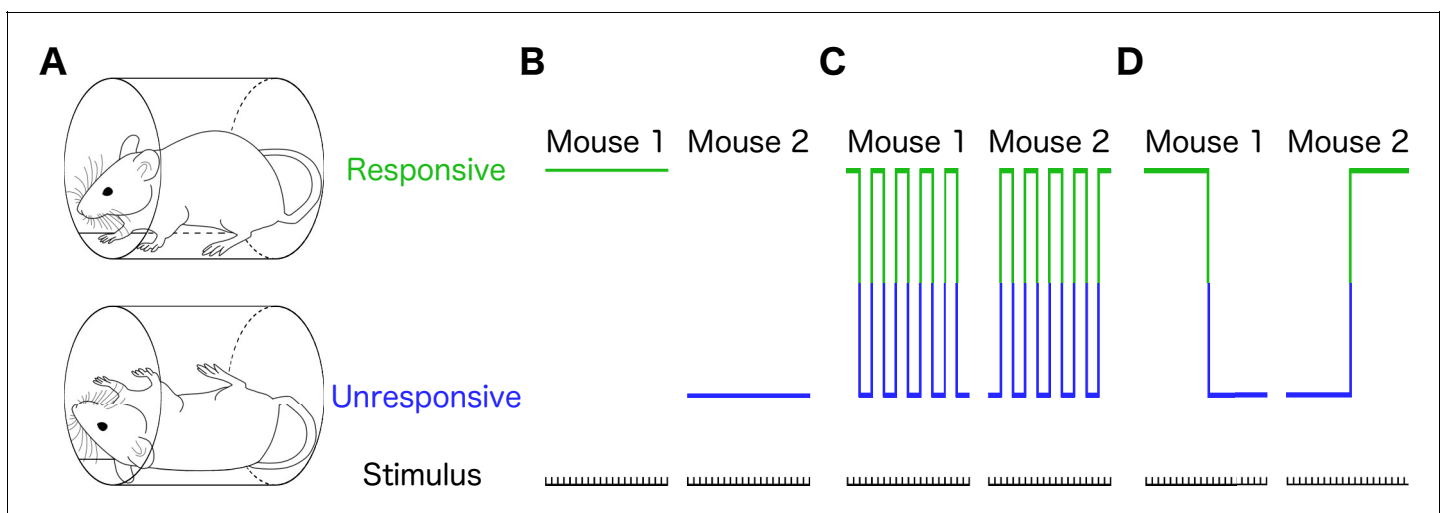 A
B
C
D
Mouse 1
Mouse 2
Mouse 1
Mouse 2
Mouse 1
Mouse 2
Responsive
Unresponsive
Stimulus